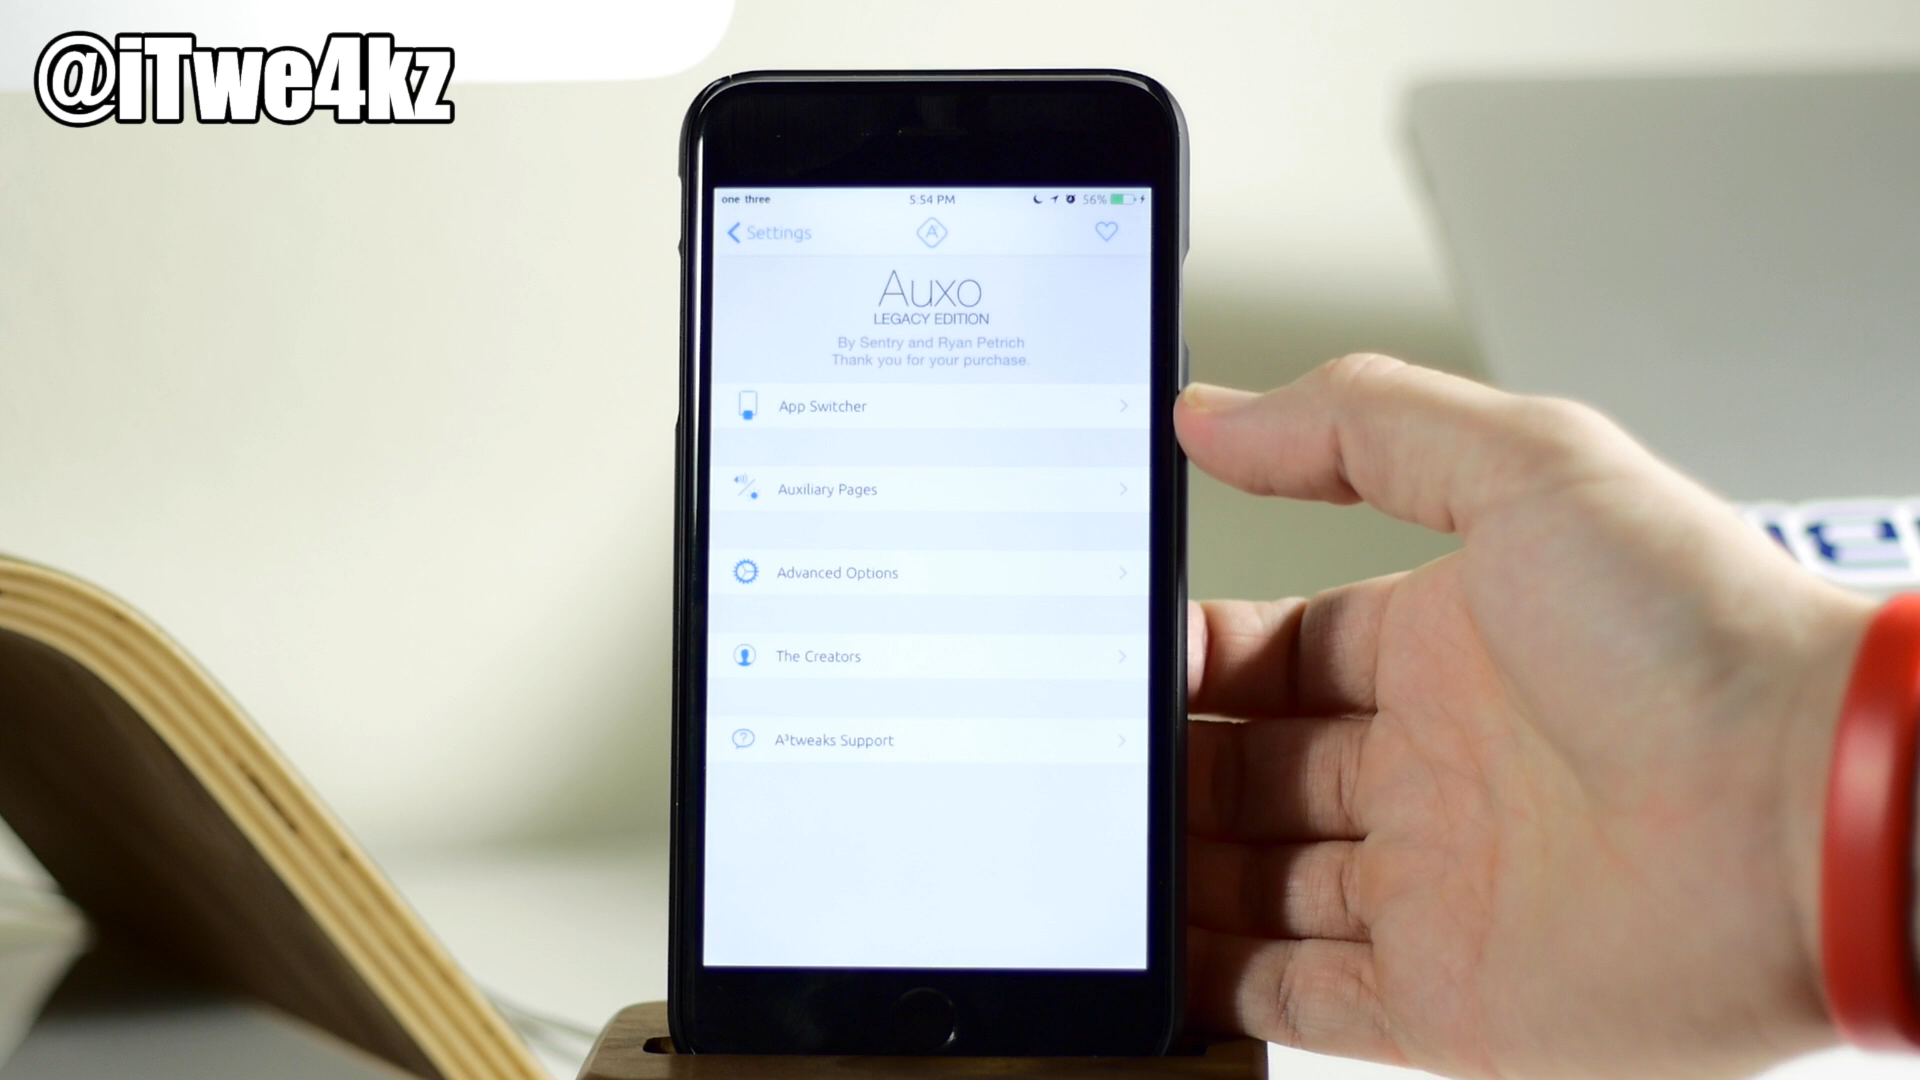 @iTwe4kz
one three 5:54 PM 56%
Settings
Auxo
LEGACY EDITION
By Sentry and Ryan Petrich
Thank you for your purchase.
App Switcher
Auxiliary Pages
Advanced Options
The Creators
A³tweaks Support